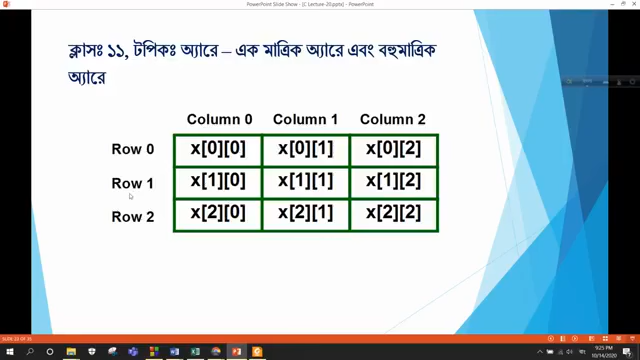 PowerPoint Slide Show - [C Lecture-20.ppts] - PowerPoint
ক্লাসঃ ১১, টপিকঃ অ্যারে – এক মাত্রিক অ্যারে এবং বহুমাত্রিক
অ্যারে
Column 0 Column 1 Column 2
Row 0 x[0][0] x[0][1] x[0][2]
Row 1 x[1][0] x[1][1] x[1][2]
Row 2 x[2][0] x[2][1] x[2][2]
9:25 PM
10/14/2020